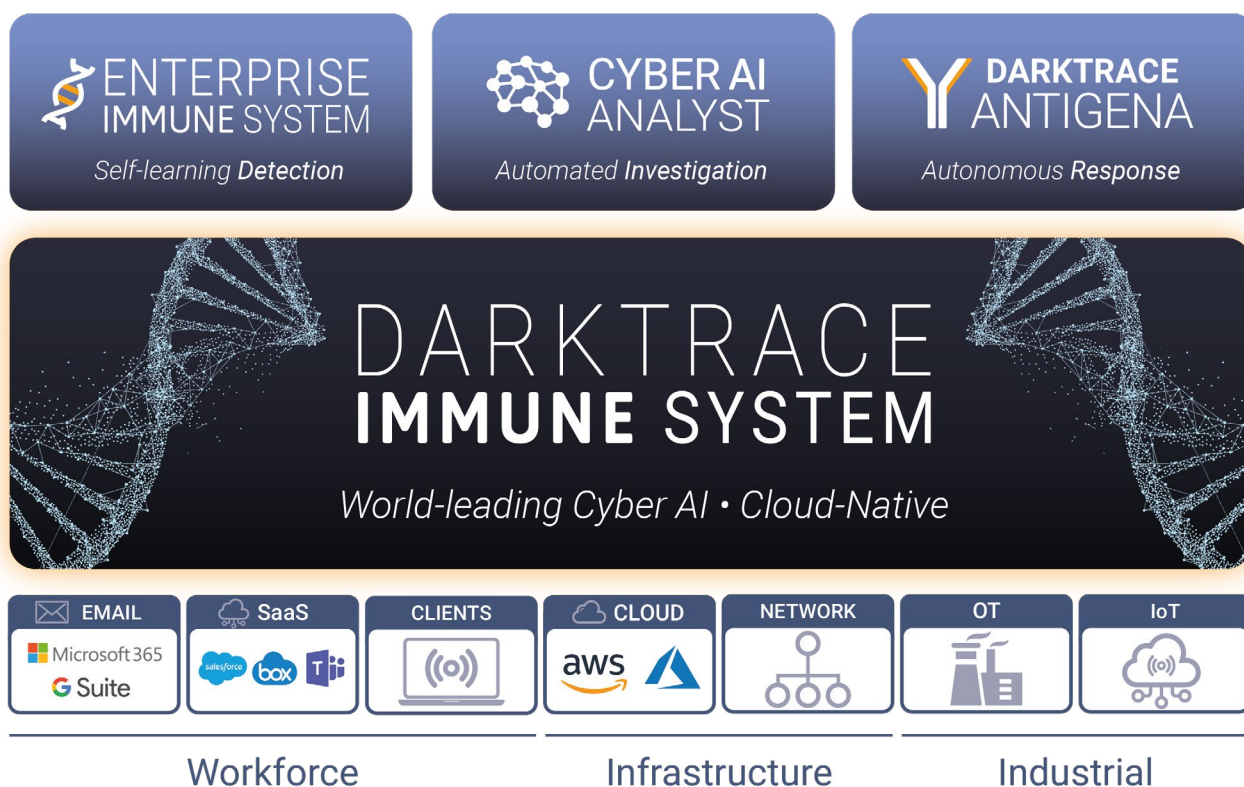 ENTERPRISE
IMMUNE SYSTEM
Self-learning Detection
CYBER AI
ANALYST
Automated Investigation
DARKTRACE
ANTIGENA
Autonomous Response
DARKTRACE
IMMUNE SYSTEM
World-leading Cyber AI • Cloud-Native
EMAIL
Microsoft 365
G Suite
SaaS
salesforce
box
T
CLIENTS
CLOUD
aws
NETWORK
OT
IoT
Workforce
Infrastructure
Industrial